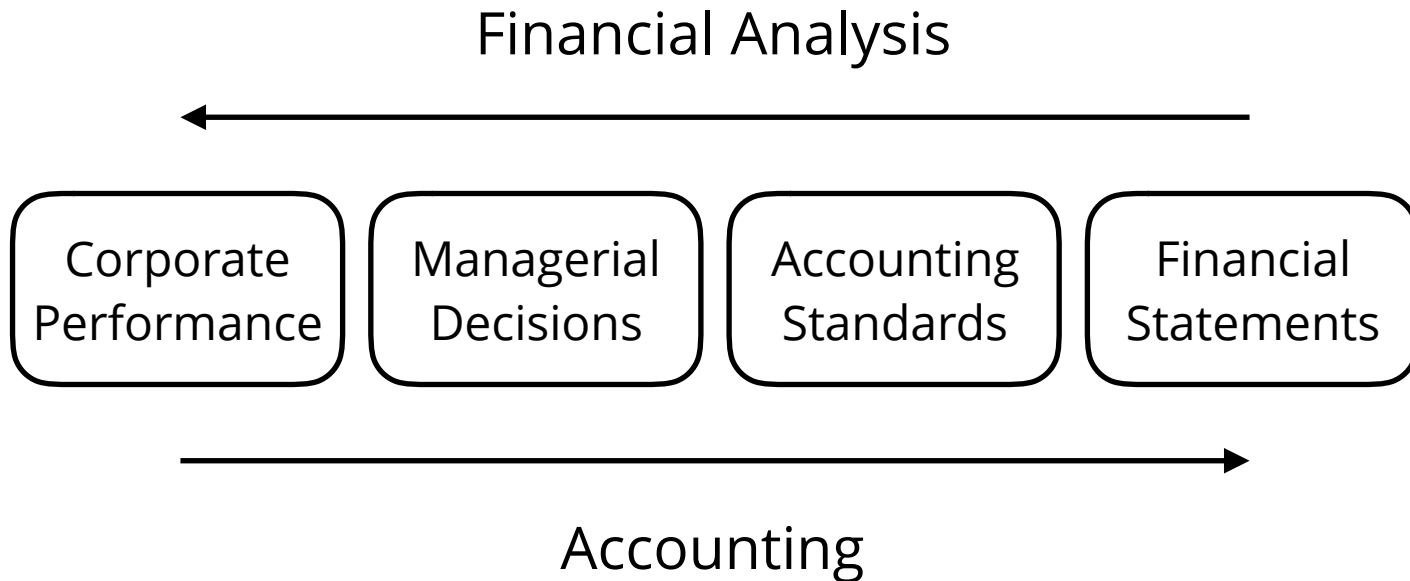 Financial Analysis
Corporate
Performance
Managerial
Decisions
Accounting
Standards
Financial
Statements
Accounting